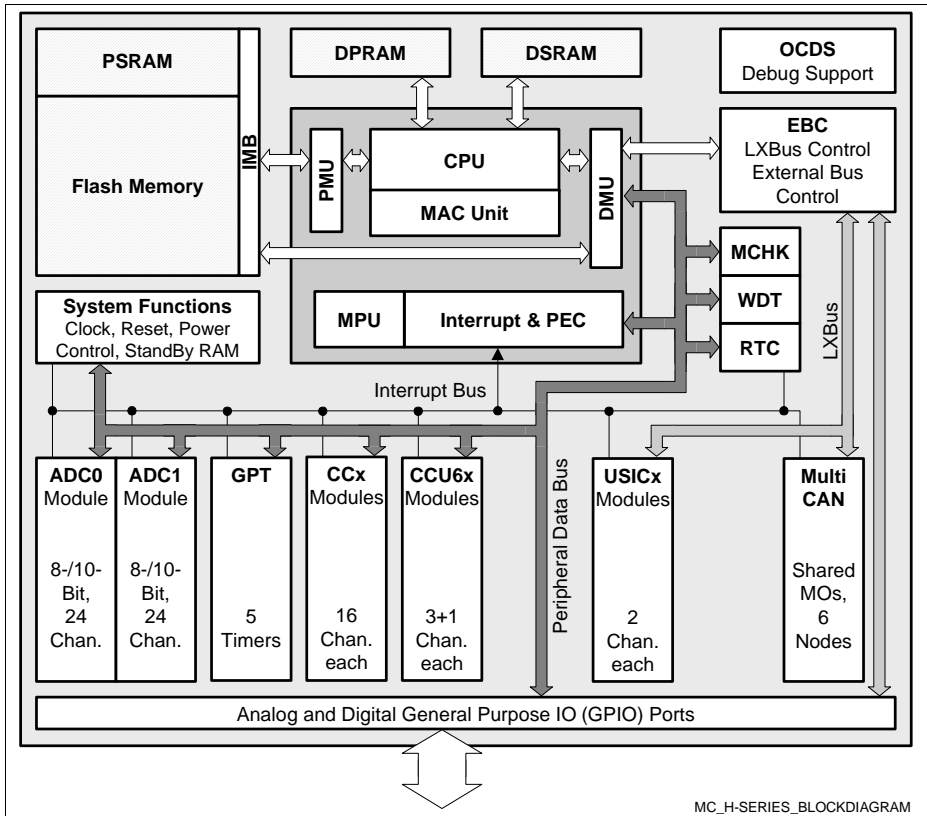 PSRAM
Flash Memory
IMB
DPRAM
DSRAM
OCDS
Debug Support
PMU
CPU
MAC Unit
DMU
EBC
LXBus Control
External Bus
Control
MPU
Interrupt & PEC
MCHK
WDT
RTC
LXBus
System Functions
Clock, Reset, Power
Control, StandBy RAM
Interrupt Bus
Peripheral Data Bus
ADC0
Module
8-/10-
Bit,
24
Chan.
ADC1
Module
8-/10-
Bit,
24
Chan.
GPT
5
Timers
CCx
Modules
16
Chan.
each
CCU6x
Modules
3+1
Chan.
each
USICx
Modules
2
Chan.
each
Multi
CAN
Shared
MOs,
6
Nodes
Analog and Digital General Purpose IO (GPIO) Ports
MC_H-SERIES_BLOCKDIAGRAM